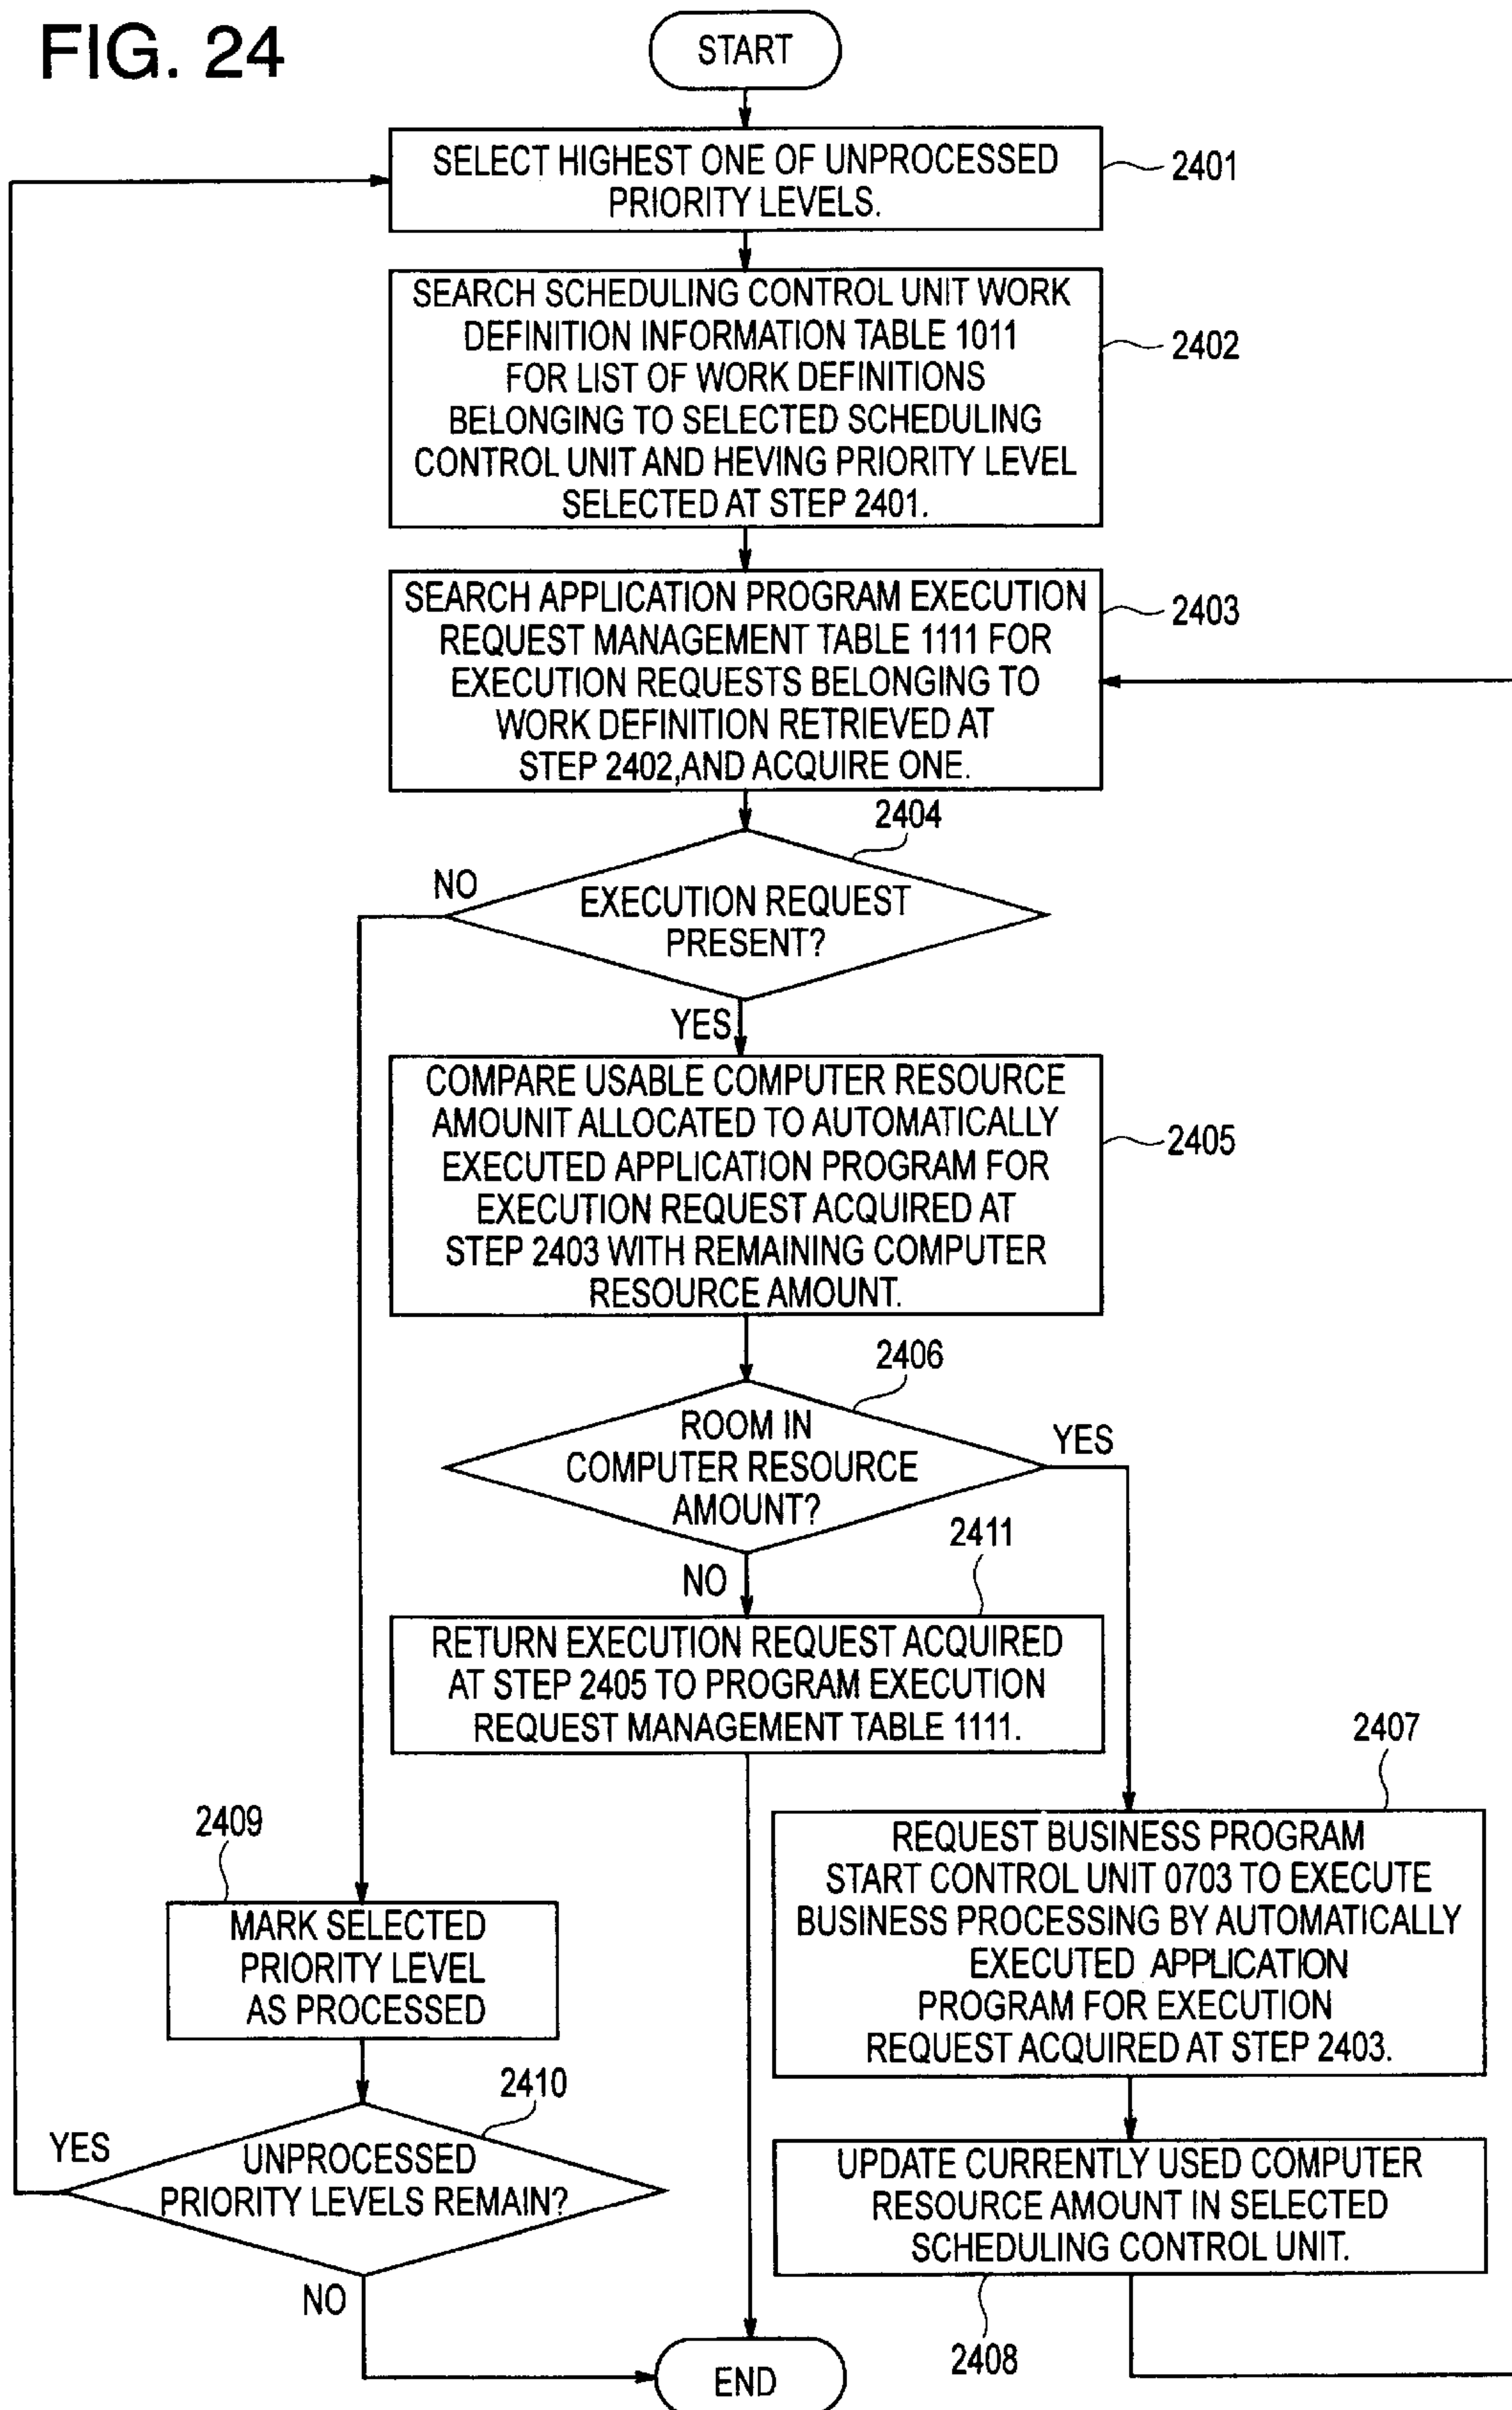 FIG. 24
START
SELECT HIGHEST ONE OF UNPROCESSED
PRIORITY LEVELS.
2401
SEARCH SCHEDULING CONTROL UNIT WORK
DEFINITION INFORMATION TABLE 1011
FOR LIST OF WORK DEFINITIONS
BELONGING TO SELECTED SCHEDULING
CONTROL UNIT AND HEVING PRIORITY LEVEL
SELECTED AT STEP 2401.
2402
SEARCH APPLICATION PROGRAM EXECUTION
REQUEST MANAGEMENT TABLE 1111 FOR
EXECUTION REQUESTS BELONGING TO
WORK DEFINITION RETRIEVED AT
STEP 2402,AND ACQUIRE ONE.
2403
2404
NO
EXECUTION REQUEST
PRESENT?
YES
COMPARE USABLE COMPUTER RESOURCE
AMOUNIT ALLOCATED TO AUTOMATICALLY
EXECUTED APPLICATION PROGRAM FOR
EXECUTION REQUEST ACQUIRED AT
STEP 2403 WITH REMAINING COMPUTER
RESOURCE AMOUNT.
2405
2406
ROOM IN
COMPUTER RESOURCE
AMOUNT?
YES
NO
2411
RETURN EXECUTION REQUEST ACQUIRED
AT STEP 2405 TO PROGRAM EXECUTION
REQUEST MANAGEMENT TABLE 1111.
2407
REQUEST BUSINESS PROGRAM
START CONTROL UNIT 0703 TO EXECUTE
BUSINESS PROCESSING BY AUTOMATICALLY
EXECUTED APPLICATION
PROGRAM FOR EXECUTION
REQUEST ACQUIRED AT STEP 2403.
2409
MARK SELECTED
PRIORITY LEVEL
AS PROCESSED
2410
YES
UNPROCESSED
PRIORITY LEVELS REMAIN?
NO
UPDATE CURRENTLY USED COMPUTER
RESOURCE AMOUNT IN SELECTED
SCHEDULING CONTROL UNIT.
2408
END